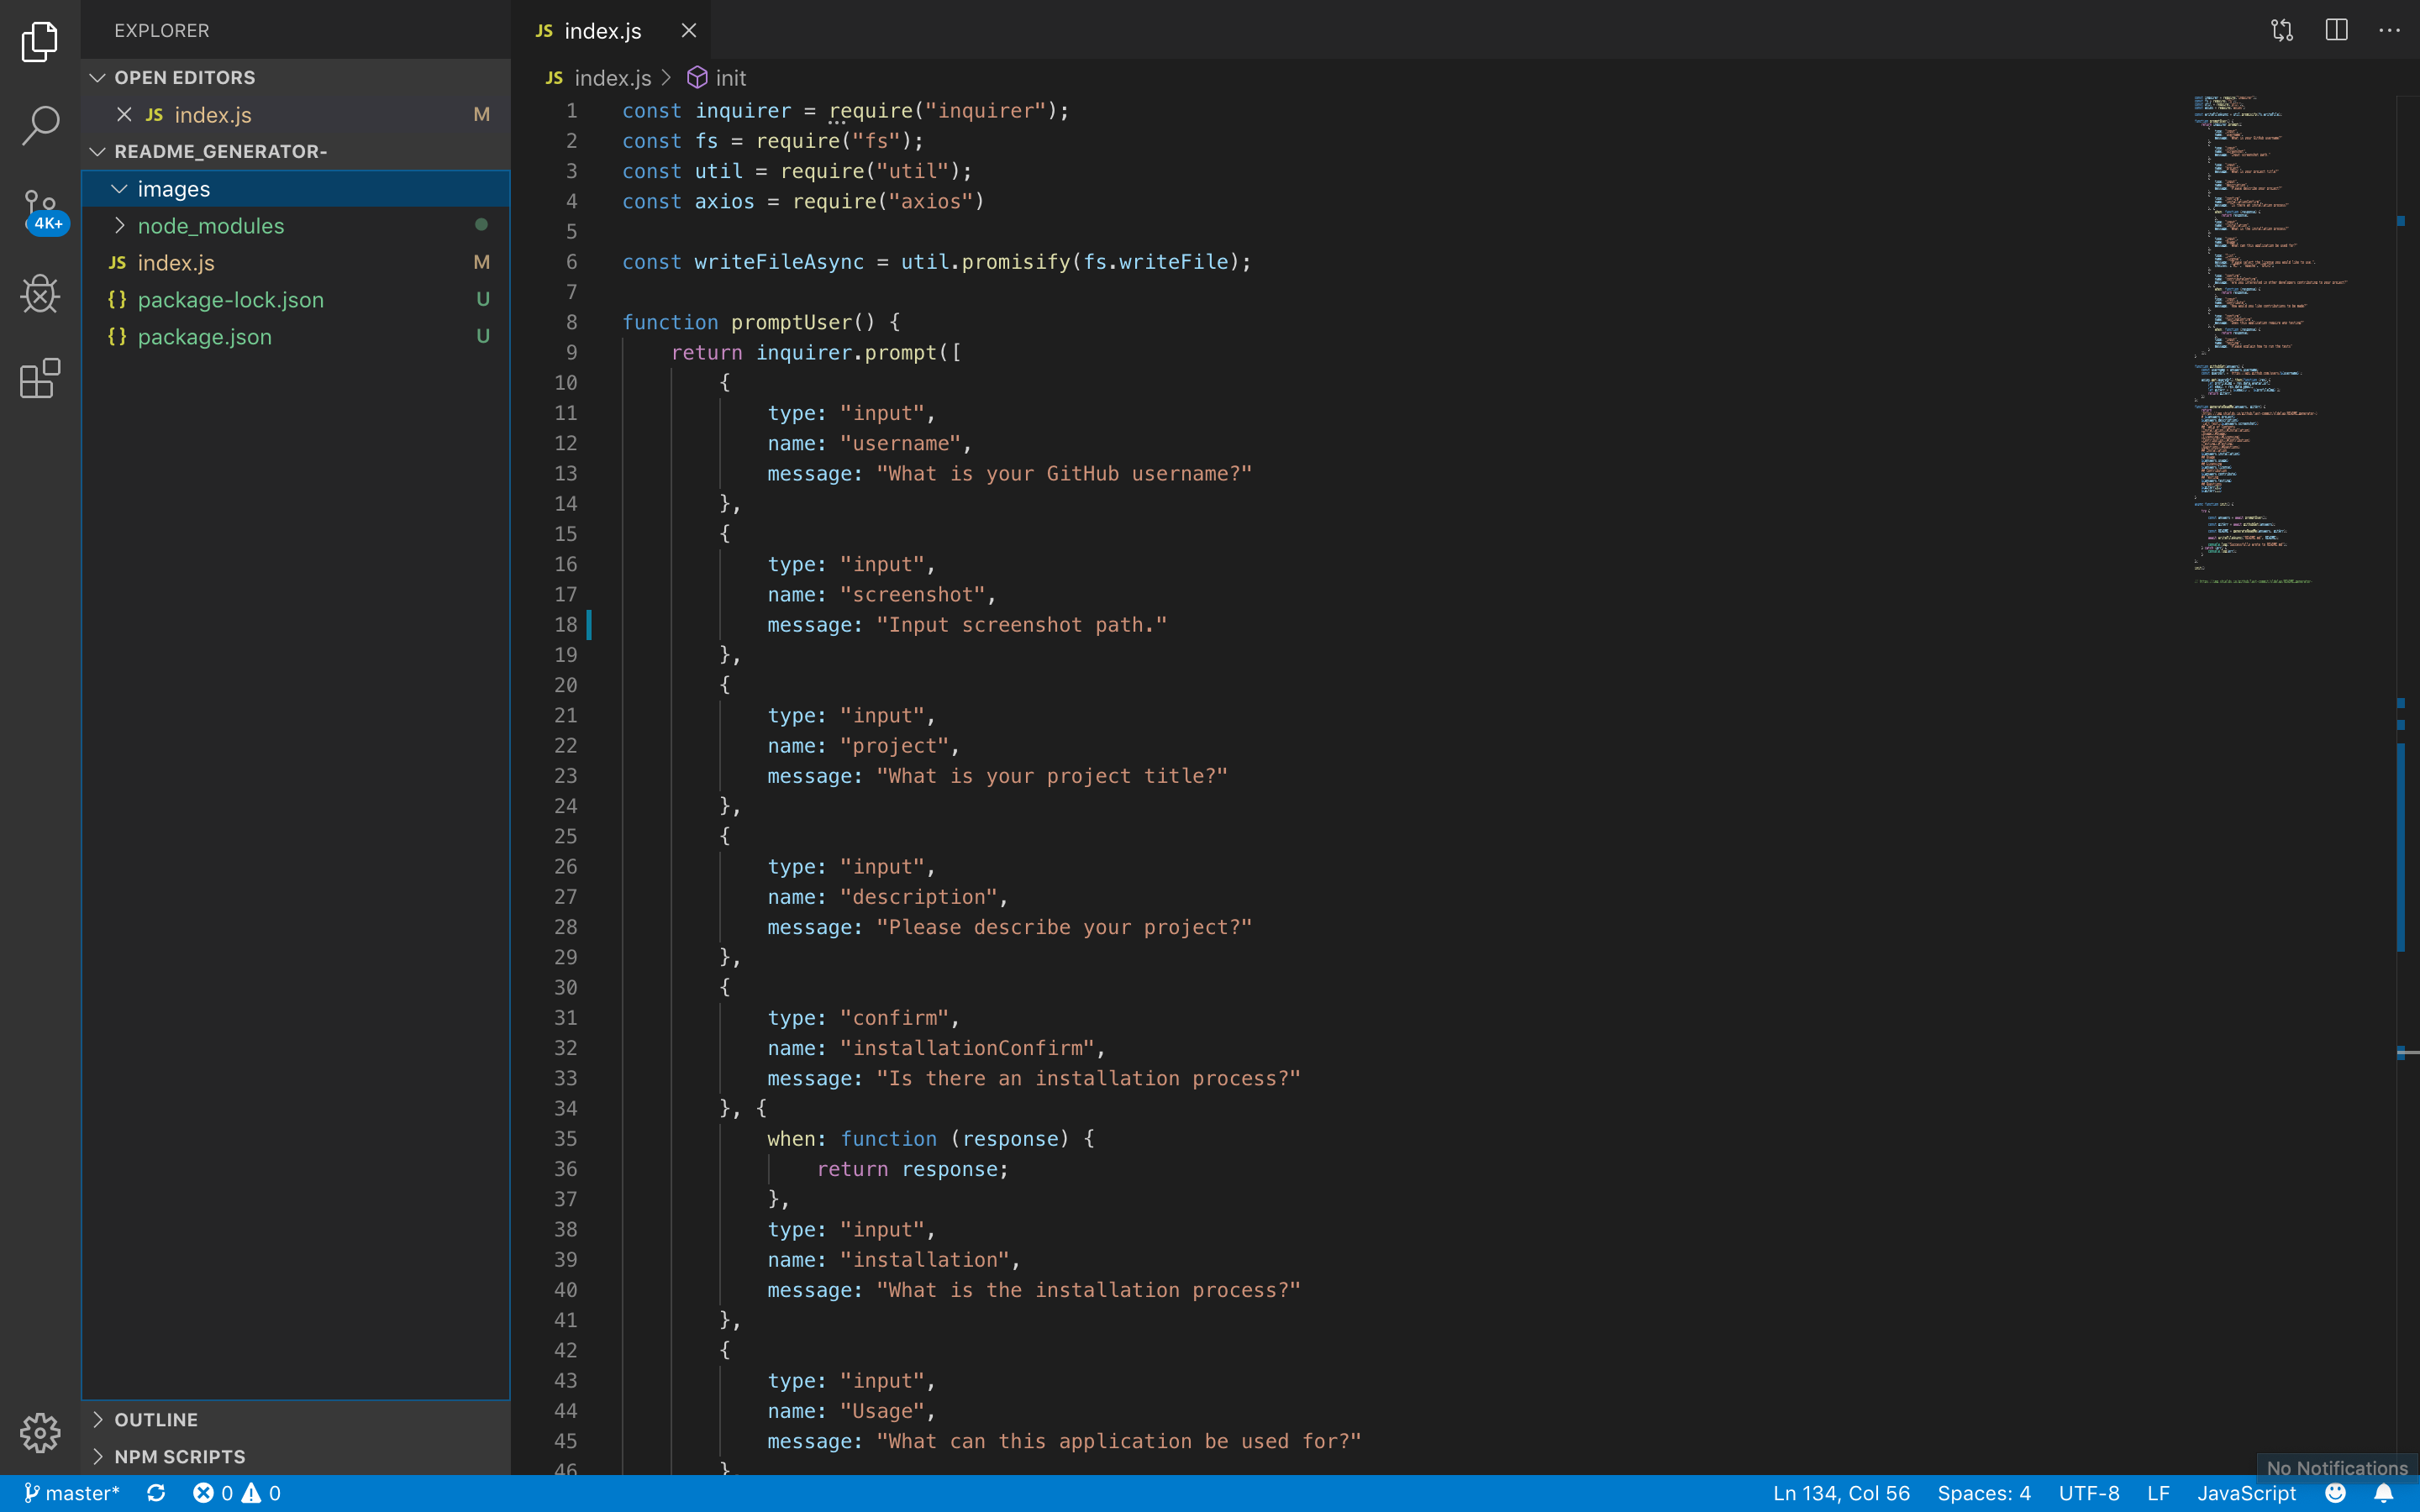 EXPLORER
OPEN EDITORS
JS index.js M
README_GENERATOR-
images
node_modules
JS index.js M
{} package-lock.json U
{} package.json U
OUTLINE
NPM SCRIPTS
4K+
JS index.js
JS index.js > init
1 const inquirer = require("inquirer");
2 const fs = require("fs");
3 const util = require("util");
4 const axios = require("axios")
5
6 const writeFileAsync = util.promisify(fs.writeFile);
7
8 function promptUser() {
9 return inquirer.prompt([
10 {
11 type: "input",
12 name: "username",
13 message: "What is your GitHub username?"
14 },
15 {
16 type: "input",
17 name: "screenshot",
18 message: "Input screenshot path."
19 },
20 {
21 type: "input",
22 name: "project",
23 message: "What is your project title?"
24 },
25 {
26 type: "input",
27 name: "description",
28 message: "Please describe your project?"
29 },
30 {
31 type: "confirm",
32 name: "installationConfirm",
33 message: "Is there an installation process?"
34 }, {
35 when: function (response) {
36 return response;
37 },
38 type: "input",
39 name: "installation",
40 message: "What is the installation process?"
41 },
42 {
43 type: "input",
44 name: "Usage",
45 message: "What can this application be used for?"
46 },
No Notifications
master* 0 0 Ln 134, Col 56 Spaces: 4 UTF-8 LF JavaScript